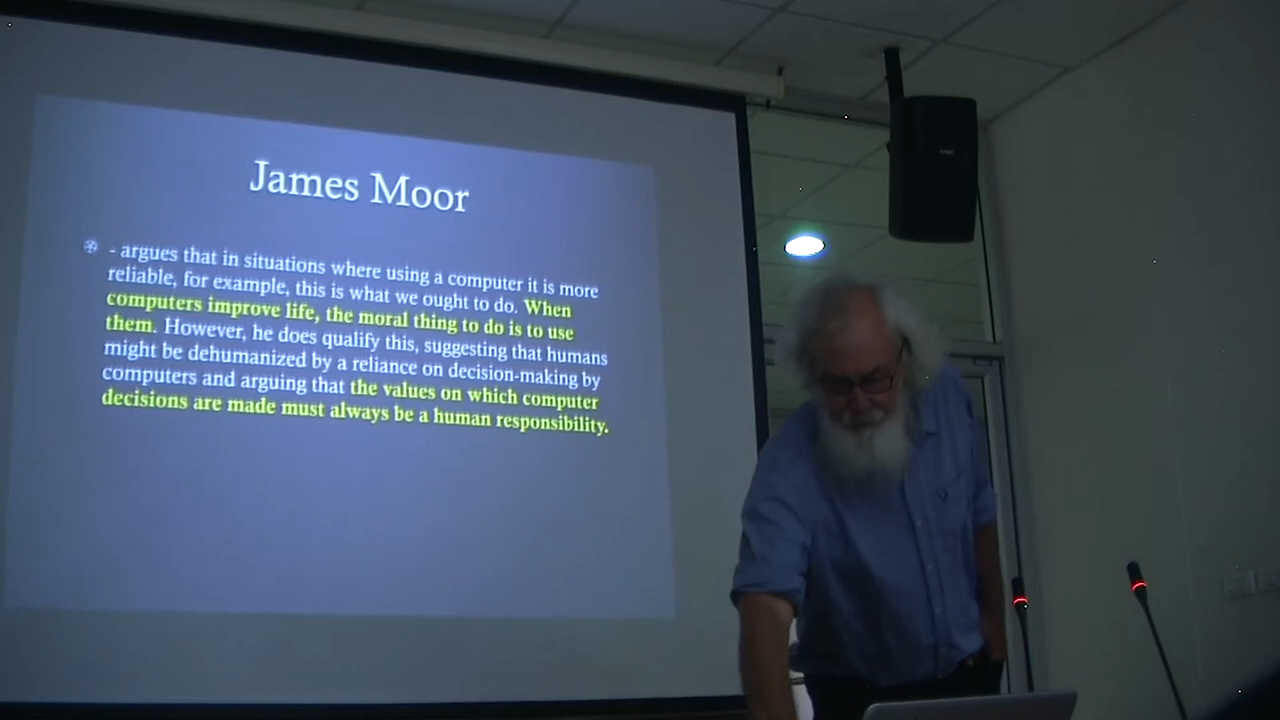 James Moor
- argues that in situations where using a computer it is more
reliable, for example, this is what we ought to do. When
computers improve life, the moral thing to do is to use
them. However, he does qualify this, suggesting that humans
might be dehumanized by a reliance on decision-making by
computers and arguing that the values on which computer
decisions are made must always be a human responsibility.